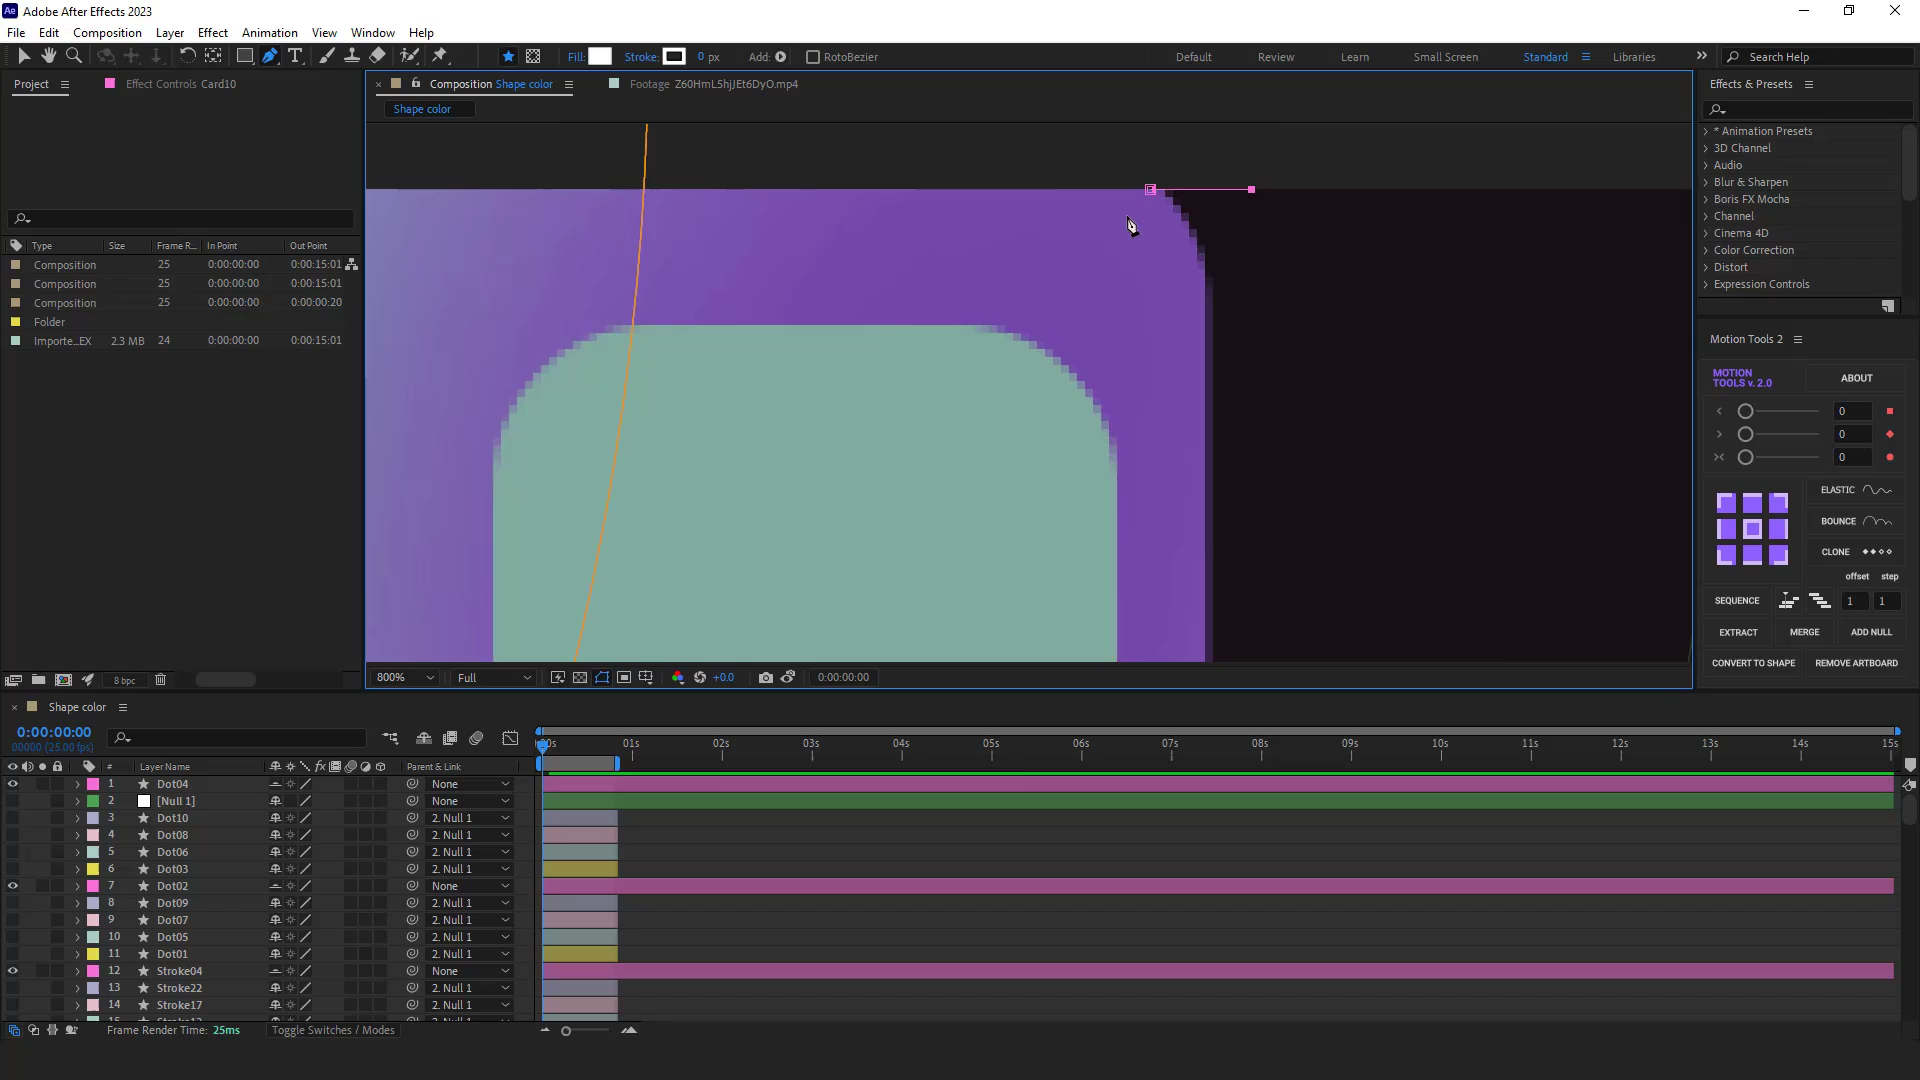 Ae Adobe After Effects 2023
File Edit Composition Layer Effect Animation View Window Help
Fill: Stroke: 0 px Add: RotoBezier Default Review Learn Small Screen Standard Libraries Search Help
Project Effect Controls Card10
Composition Shape color
Footage Z60HmL5hjJEt6DyO.mp4
Shape color
Type Size Frame R... In Point Out Point
Composition 25 0:00:00:00 0:00:15:01
Composition 25 0:00:00:00 0:00:15:01
Composition 25 0:00:00:00 0:00:00:20
Folder
Importe...EX 2.3 MB 24 0:00:00:00 0:00:15:01
8 bpc
800% Full +0.0 0:00:00:00
Effects & Presets
* Animation Presets
3D Channel
Audio
Blur & Sharpen
Boris FX Mocha
Channel
Cinema 4D
Color Correction
Distort
Expression Controls
Motion Tools 2
MOTION
TOOLS v. 2.0
ABOUT
0
0
0
ELASTIC
BOUNCE
CLONE
offset step
SEQUENCE 1 1
EXTRACT MERGE ADD NULL
CONVERT TO SHAPE REMOVE ARTBOARD
Shape color
0:00:00:00
00000 (25.00 fps)
:00s 01s 02s 03s 04s 05s 06s 07s 08s 09s 10s 11s 12s 13s 14s 15s
# Layer Name fx Parent & Link
1 Dot04 None
2 [Null 1] None
3 Dot10 2. Null 1
4 Dot08 2. Null 1
5 Dot06 2. Null 1
6 Dot03 2. Null 1
7 Dot02 None
8 Dot09 2. Null 1
9 Dot07 2. Null 1
10 Dot05 2. Null 1
11 Dot01 2. Null 1
12 Stroke04 None
13 Stroke22 2. Null 1
14 Stroke17 2. Null 1
Frame Render Time: 25ms Toggle Switches / Modes